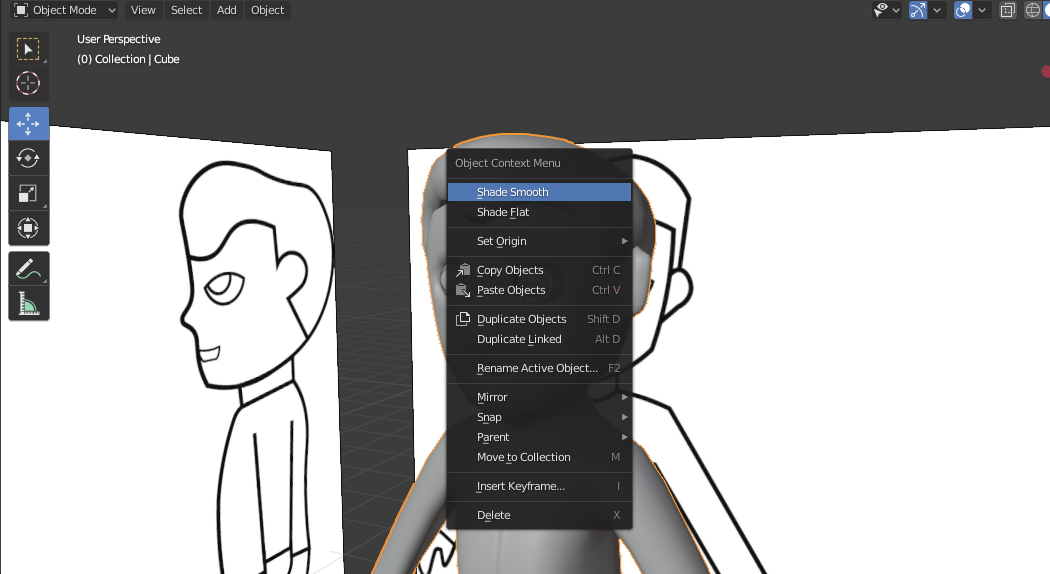 Object Mode View Select Add Object
User Perspective
(0) Collection | Cube
Object Context Menu
Shade Smooth
Shade Flat
Set Origin
Copy Objects Ctrl C
Paste Objects Ctrl V
Duplicate Objects Shift D
Duplicate Linked Alt D
Rename Active Object... F2
Mirror
Snap
Parent
Move to Collection M
Insert Keyframe... I
Delete X